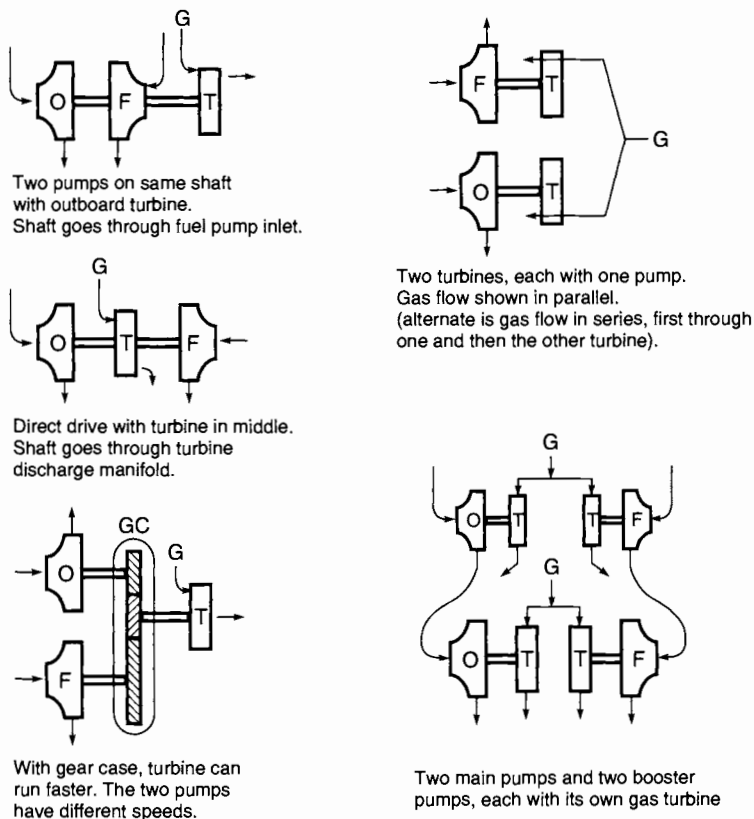 G
O F T
Two pumps on same shaft
with outboard turbine.
Shaft goes through fuel pump inlet.
G
O T F
Direct drive with turbine in middle.
Shaft goes through turbine
discharge manifold.
GC
O
G
T
F
With gear case, turbine can
run faster. The two pumps
have different speeds.
F T
G
O T
Two turbines, each with one pump.
Gas flow shown in parallel.
(alternate is gas flow in series, first through
one and then the other turbine).
G
O T T F
G
O T T F
Two main pumps and two booster
pumps, each with its own gas turbine